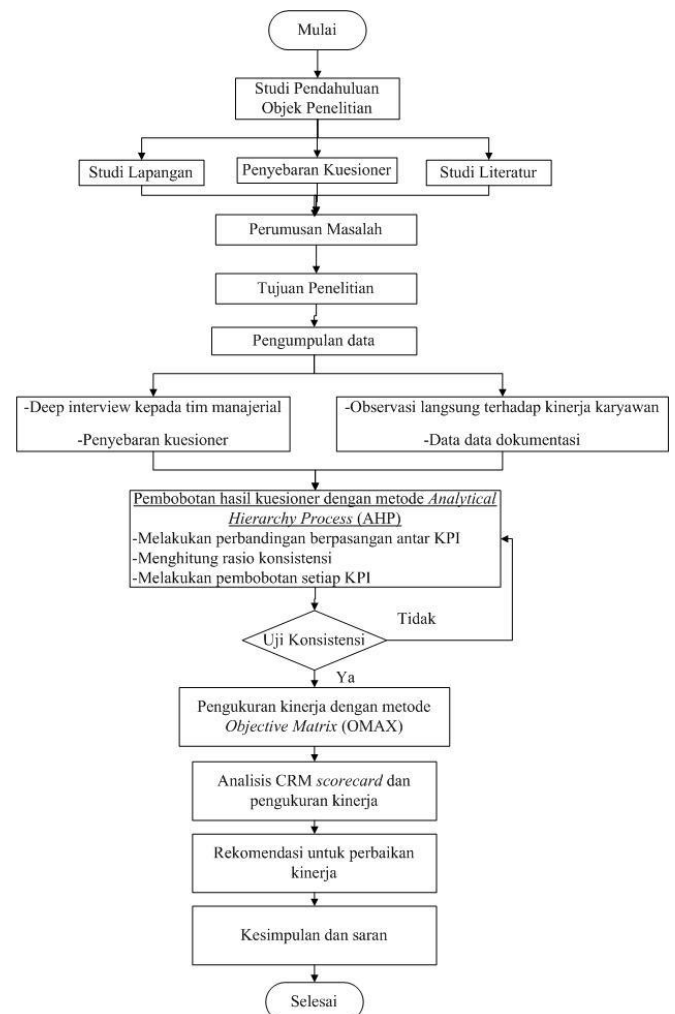 Mulai
Studi Pendahuluan
Objek Penelitian
Studi Lapangan
Penyebaran Kuesioner
Studi Literatur
Perumusan Masalah
Tujuan Penelitian
Pengumpulan data
-Deep interview kepada tim manajerial
-Penyebaran kuesioner
-Observasi langsung terhadap kinerja karyawan
-Data data dokumentasi
Pembobotan hasil kuesioner dengan metode Analytical
Hierarchy Process (AHP)
-Melakukan perbandingan berpasangan antar KPI
-Menghitung rasio konsistensi
-Melakukan pembobotan setiap KPI
Tidak
Uji Konsistensi
Ya
Pengukuran kinerja dengan metode
Objective Matrix (OMAX)
Analisis CRM scorecard dan
pengukuran kinerja
Rekomendasi untuk perbaikan
kinerja
Kesimpulan dan saran
Selesai